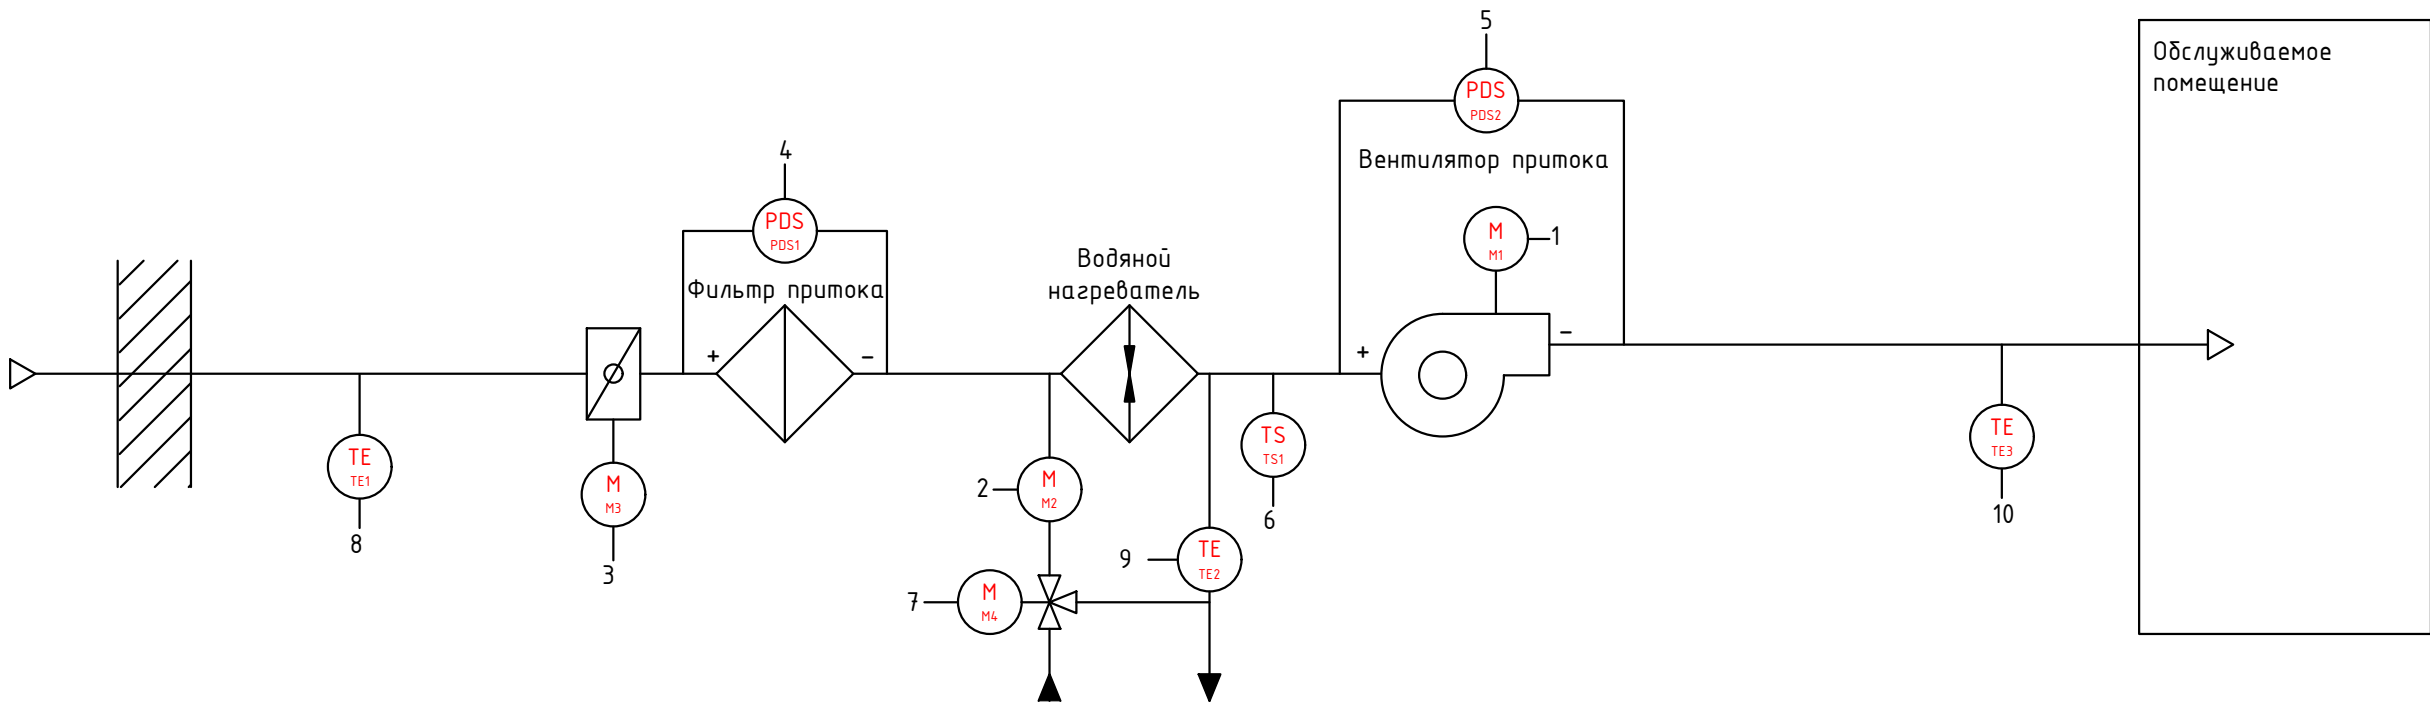 5
Обслуживаемое
помещение
PDS
PDS2
4
Вентилятор притока
PDS
PDS1
M
M1
1
Водяной
нагреватель
Фильтр притока
+
-
+
-
TE
TE1
8
M
M3
3
2
M
M2
TS
TS1
6
TE
TE3
10
9
TE
TE2
7
M
M4